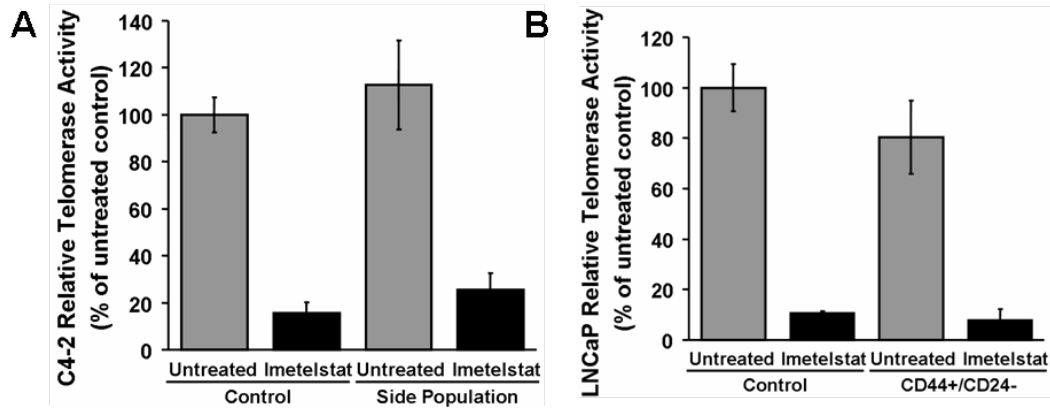 A
C4-2 Relative Telomerase Activity
(% of untreated control)
140
120
100
80
60
40
20
0
Untreated Imetelstat Untreated Imetelstat
Control Side Population
B
LNCaP Relative Telomerase Activity
(% of untreated control)
120
100
80
60
40
20
0
Untreated Imetelstat Untreated Imetelstat
Control CD44+/CD24-